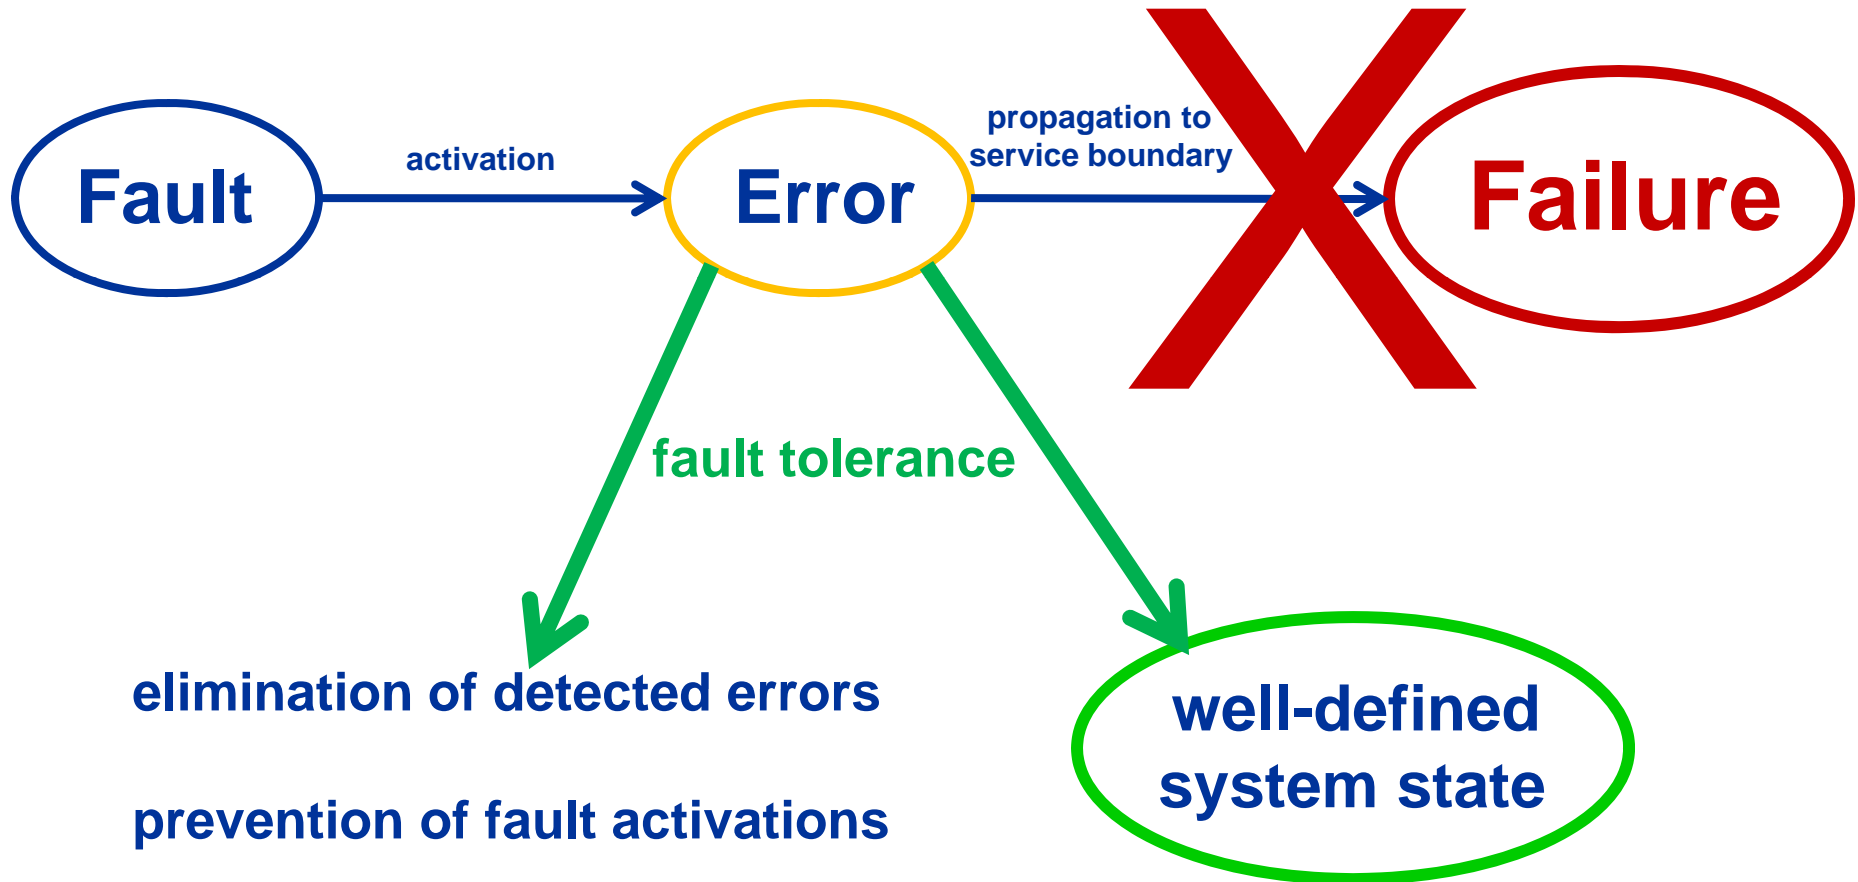 Fault
activation
Error
propagation to
service boundary
X
Failure
fault tolerance
elimination of detected errors
prevention of fault activations
well-defined
system state